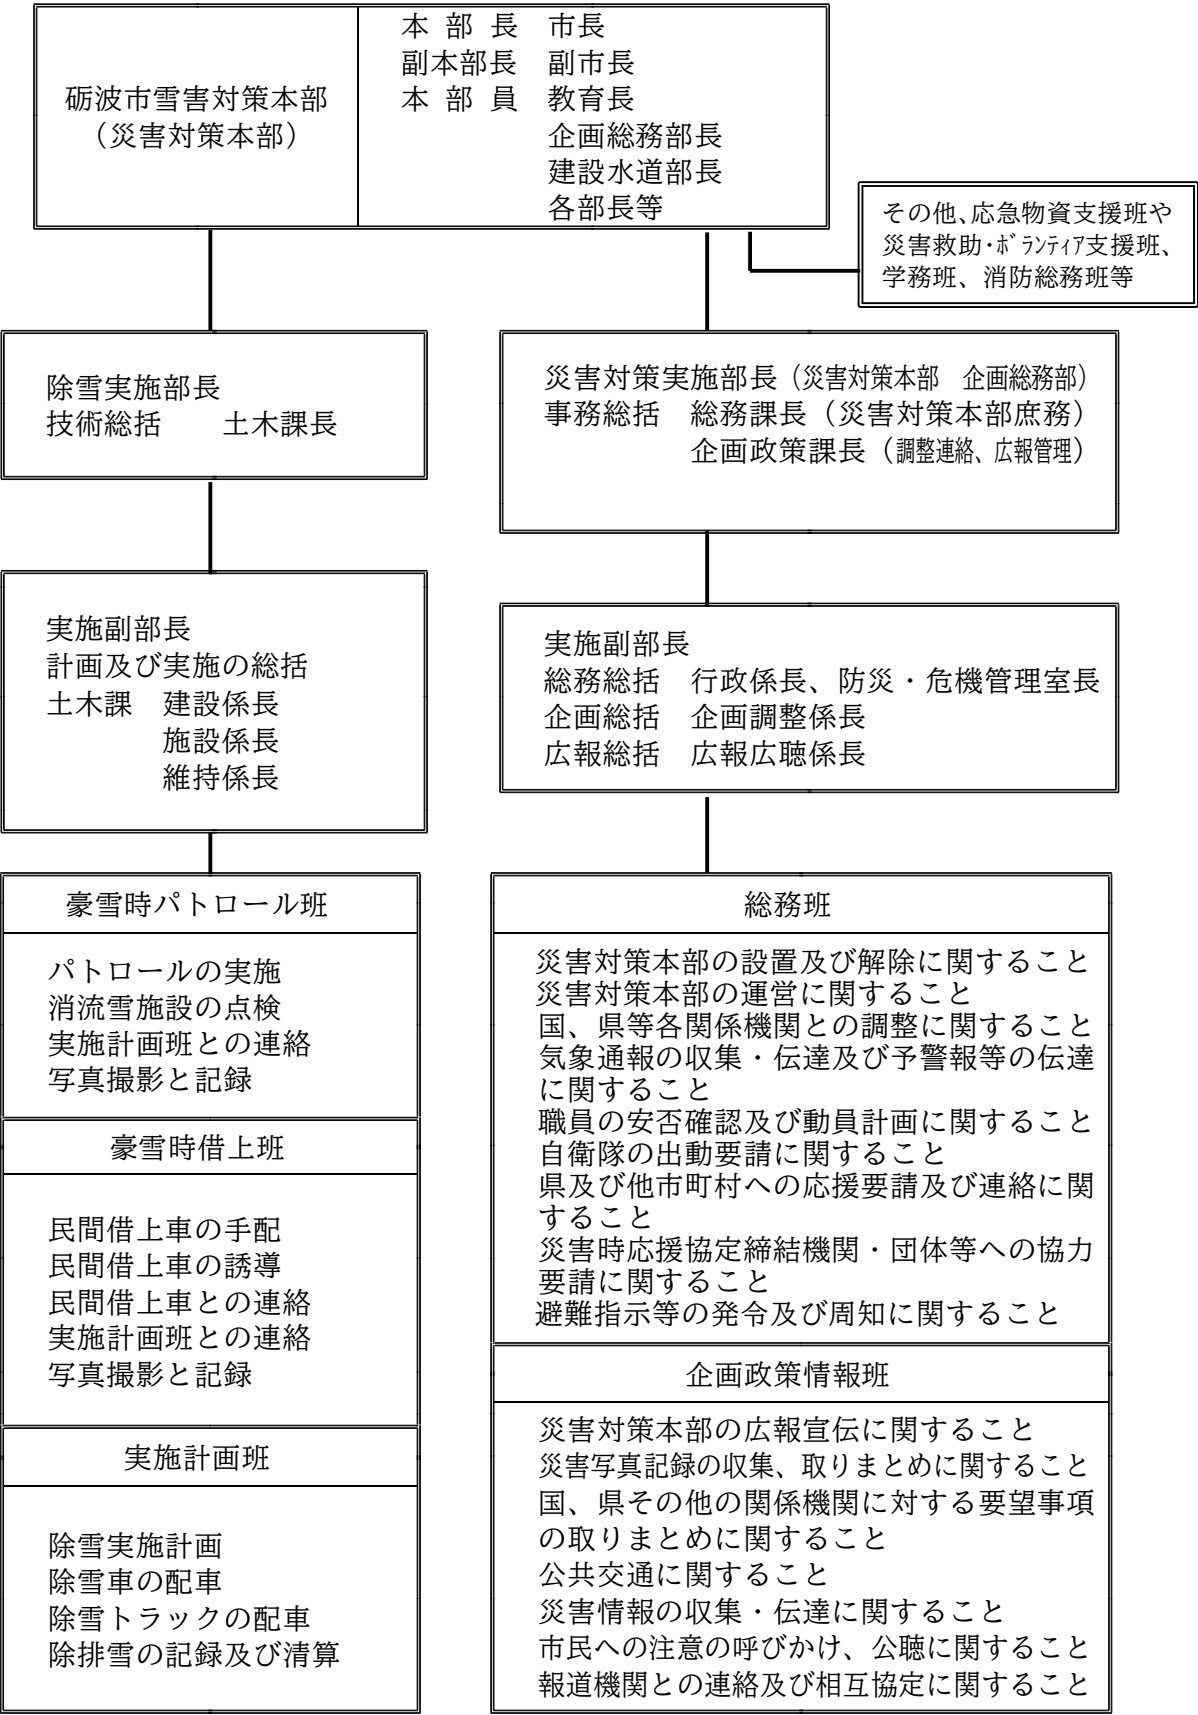 砺波市雪害対策本部
（災害対策本部）
本 部 長　市長
副本部長　副市長
本 部 員　教育長
企画総務部長
建設水道部長
各部長等
その他、応急物資支援班や
災害救助・ﾎﾞﾗﾝﾃｨｱ支援班、
学務班、消防総務班等
除雪実施部長
技術総括　　土木課長
実施副部長
計画及び実施の総括
土木課　建設係長
施設係長
維持係長
豪雪時パトロール班
パトロールの実施
消流雪施設の点検
実施計画班との連絡
写真撮影と記録
豪雪時借上班
民間借上車の手配
民間借上車の誘導
民間借上車との連絡
実施計画班との連絡
写真撮影と記録
実施計画班
除雪実施計画
除雪車の配車
除雪トラックの配車
除排雪の記録及び清算
災害対策実施部長（災害対策本部　企画総務部）
事務総括　総務課長（災害対策本部庶務）
企画政策課長（調整連絡、広報管理）
実施副部長
総務総括　行政係長、防災・危機管理室長
企画総括　企画調整係長
広報総括　広報広聴係長
総務班
災害対策本部の設置及び解除に関すること
災害対策本部の運営に関すること
国、県等各関係機関との調整に関すること
気象通報の収集・伝達及び予警報等の伝達
に関すること
職員の安否確認及び動員計画に関すること
自衛隊の出動要請に関すること
県及び他市町村への応援要請及び連絡に関
すること
災害時応援協定締結機関・団体等への協力
要請に関すること
避難指示等の発令及び周知に関すること
企画政策情報班
災害対策本部の広報宣伝に関すること
災害写真記録の収集、取りまとめに関すること
国、県その他の関係機関に対する要望事項
の取りまとめに関すること
公共交通に関すること
災害情報の収集・伝達に関すること
市民への注意の呼びかけ、公聴に関すること
報道機関との連絡及び相互協定に関すること